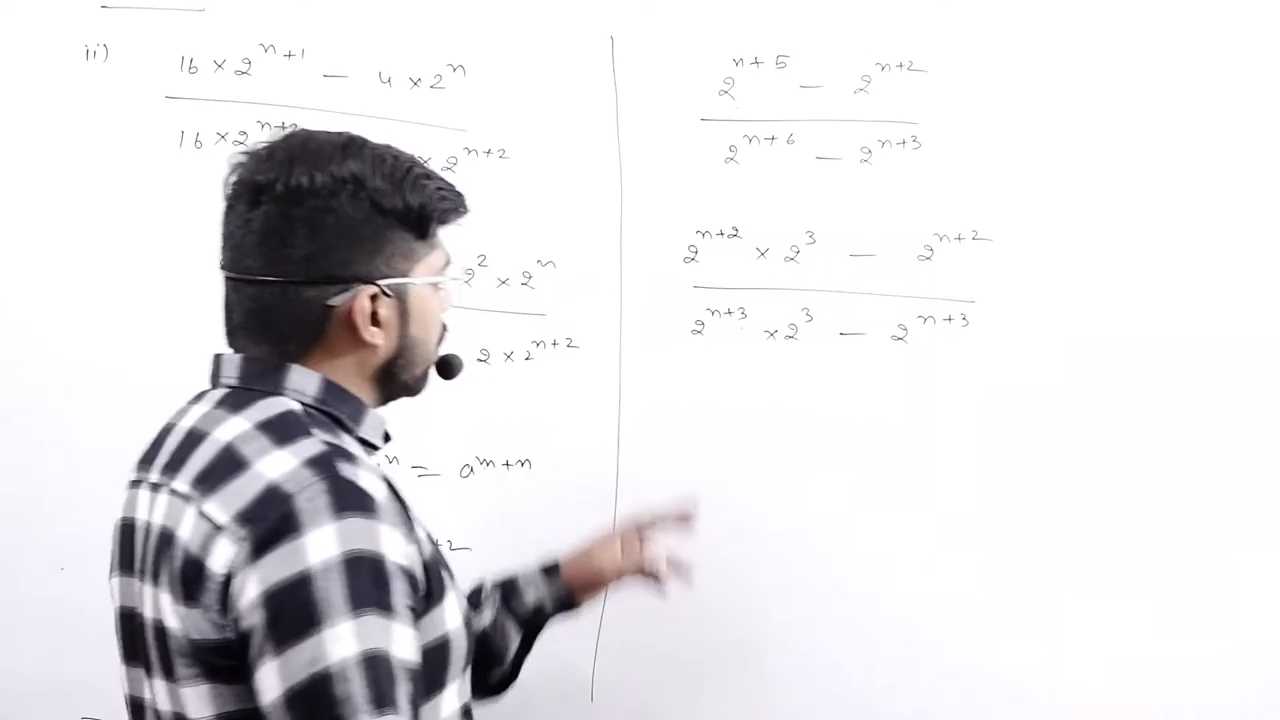 ii)
16 × 2^{n+1} − 4 × 2^n
16 × 2 × 2^{n+2}
2^2 × 2^n
2 × 2^{n+2}
^n = a^{m+n}
+2
2^{n+5} − 2^{n+2}
2^{n+6} − 2^{n+3}
2^{n+2} × 2^3 − 2^{n+2}
2^{n+3} × 2^3 − 2^{n+3}